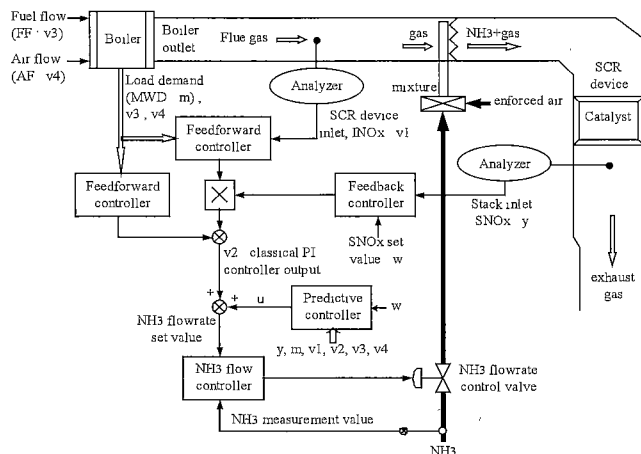 Fuel flow
(FF · v3)
Air flow
(AF v4)
Boiler
Boiler
outlet
Flue gas
gas
NH3+gas
mixture
enforced air
SCR
device
Catalyst
Load demand
(MWD m) ,
v3 , v4
Analyzer
SCR device
inlet, INOx v1
Feedforward
controller
Feedforward
controller
Feedback
controller
Analyzer
Stack inlet
SNOx y
SNOx set
value w
exhaust
gas
v2 classical PI
controller output
+
+
u
Predictive
controller
w
NH3 flowrate
set value
y, m, v1, v2, v3, v4
NH3 flow
controller
NH3 flowrate
control valve
NH3 measurement value
NH3